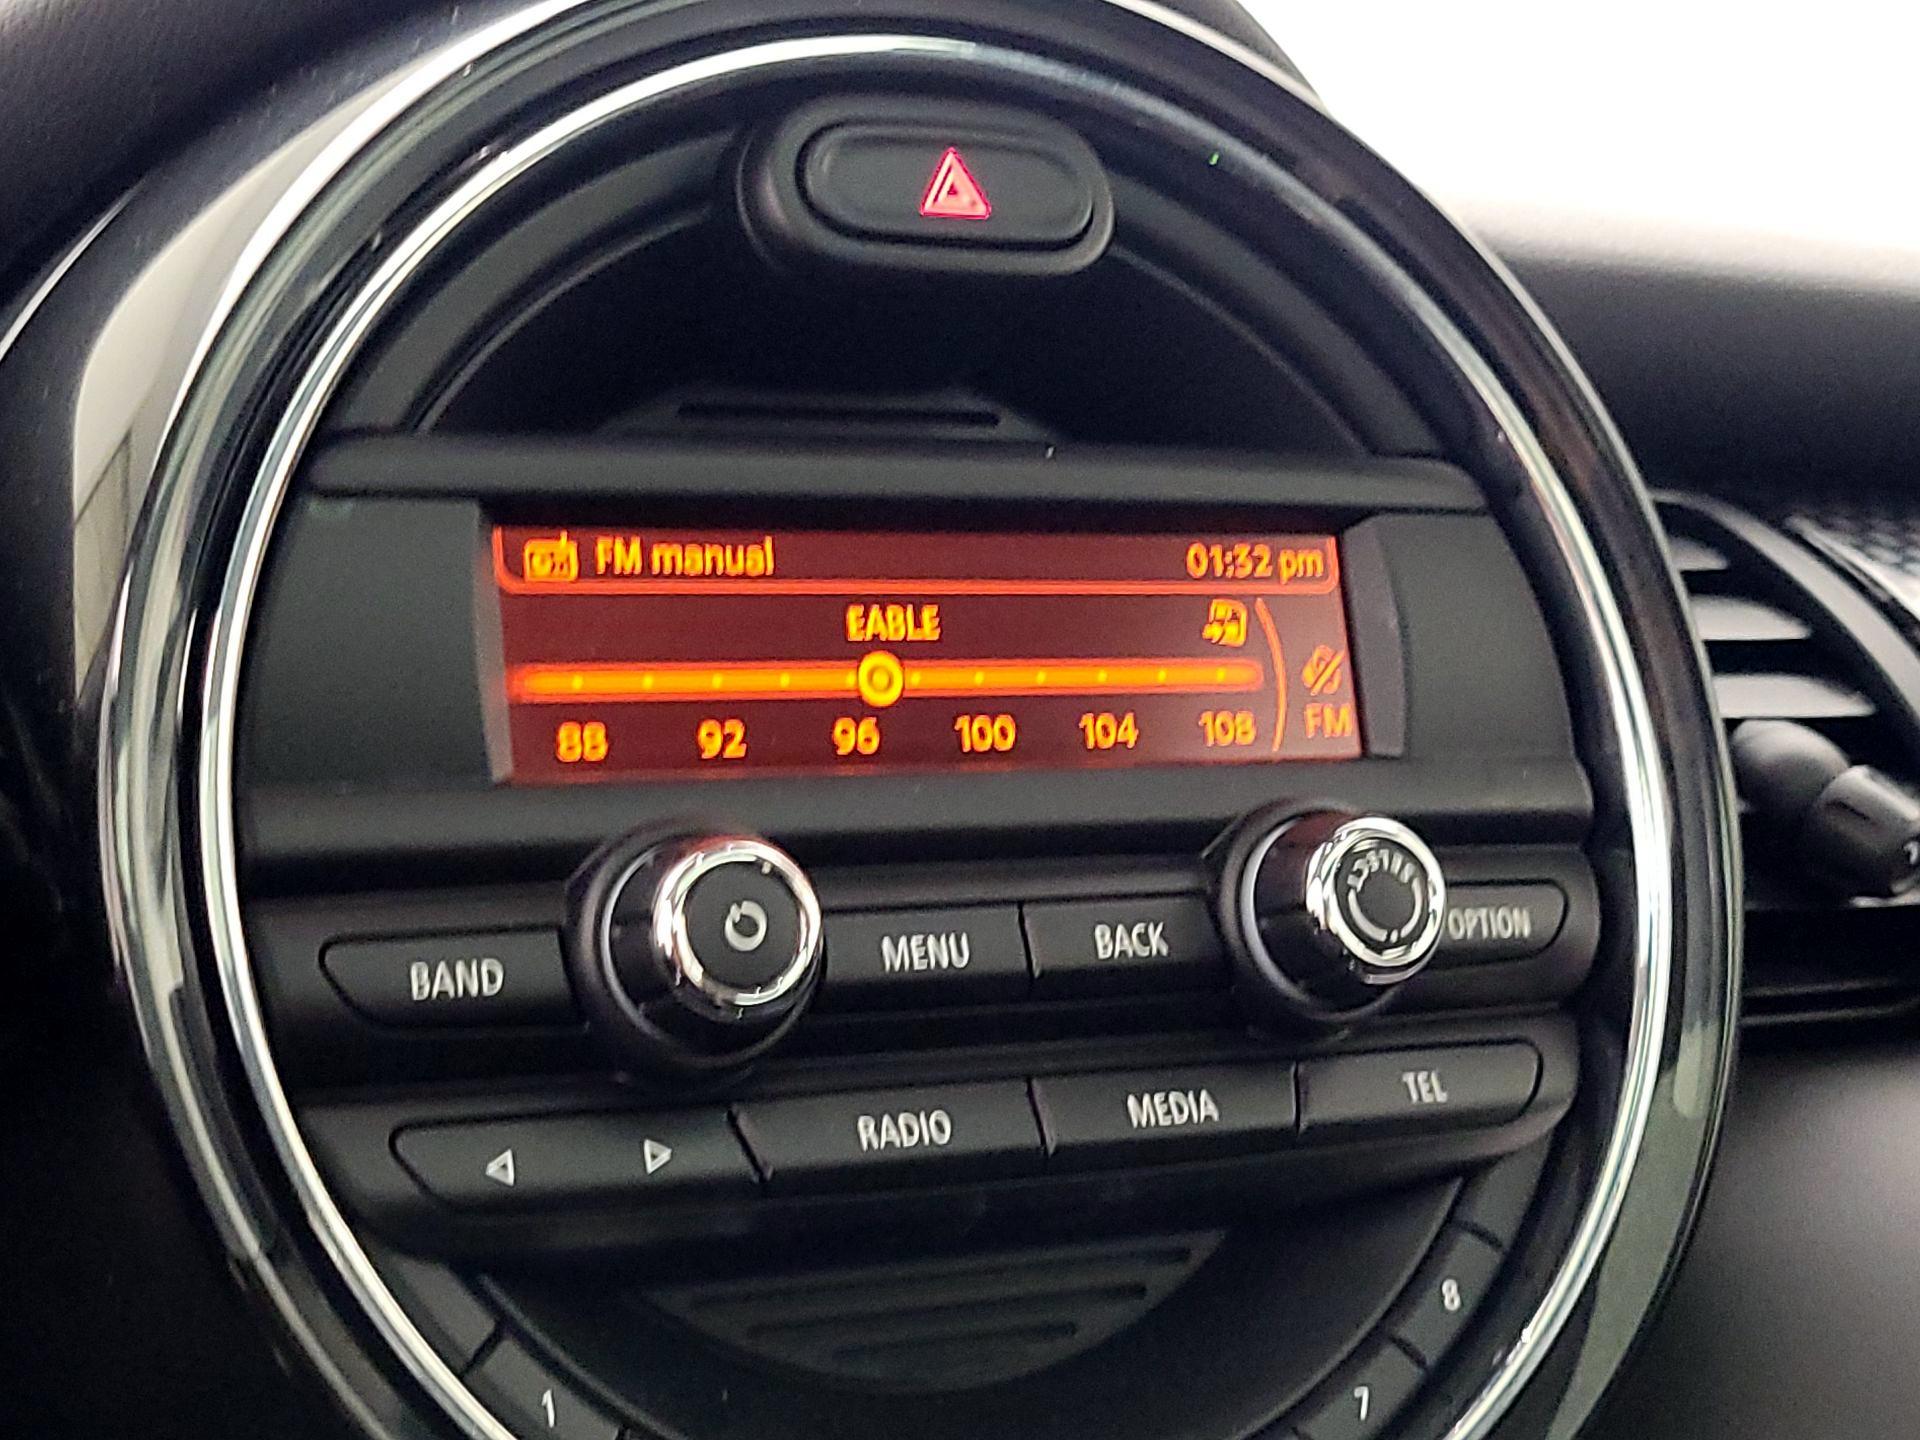 FM manual 01:32 pm
EABLE
88 92 96 100 104 108 FM
BAND MENU BACK OPTION
RADIO MEDIA TEL
8
1 7